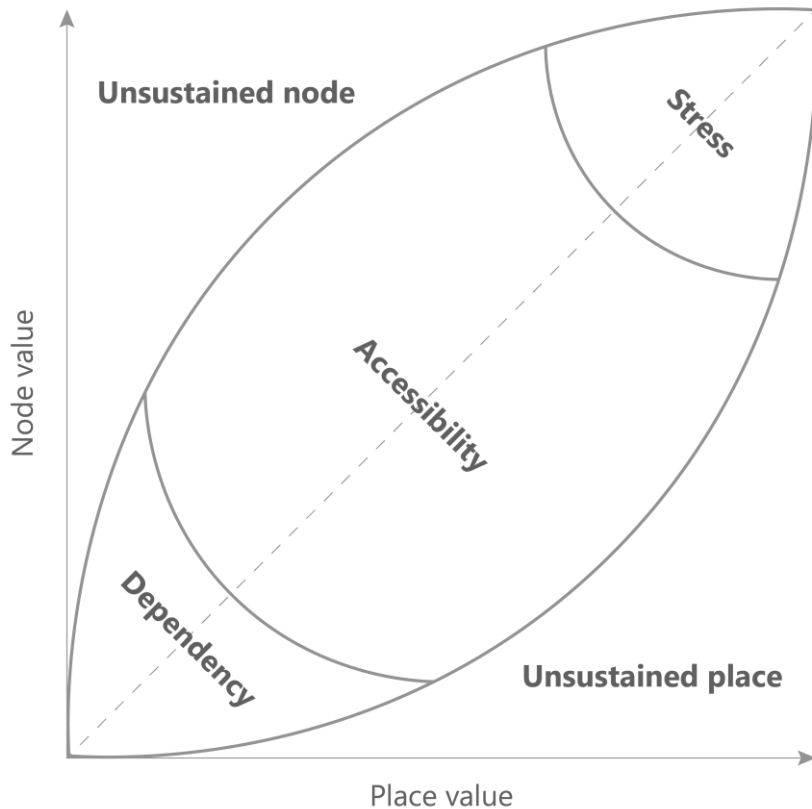 Unsustained node
Stress
Node value
Accessibility
Dependency
Unsustained place
Place value